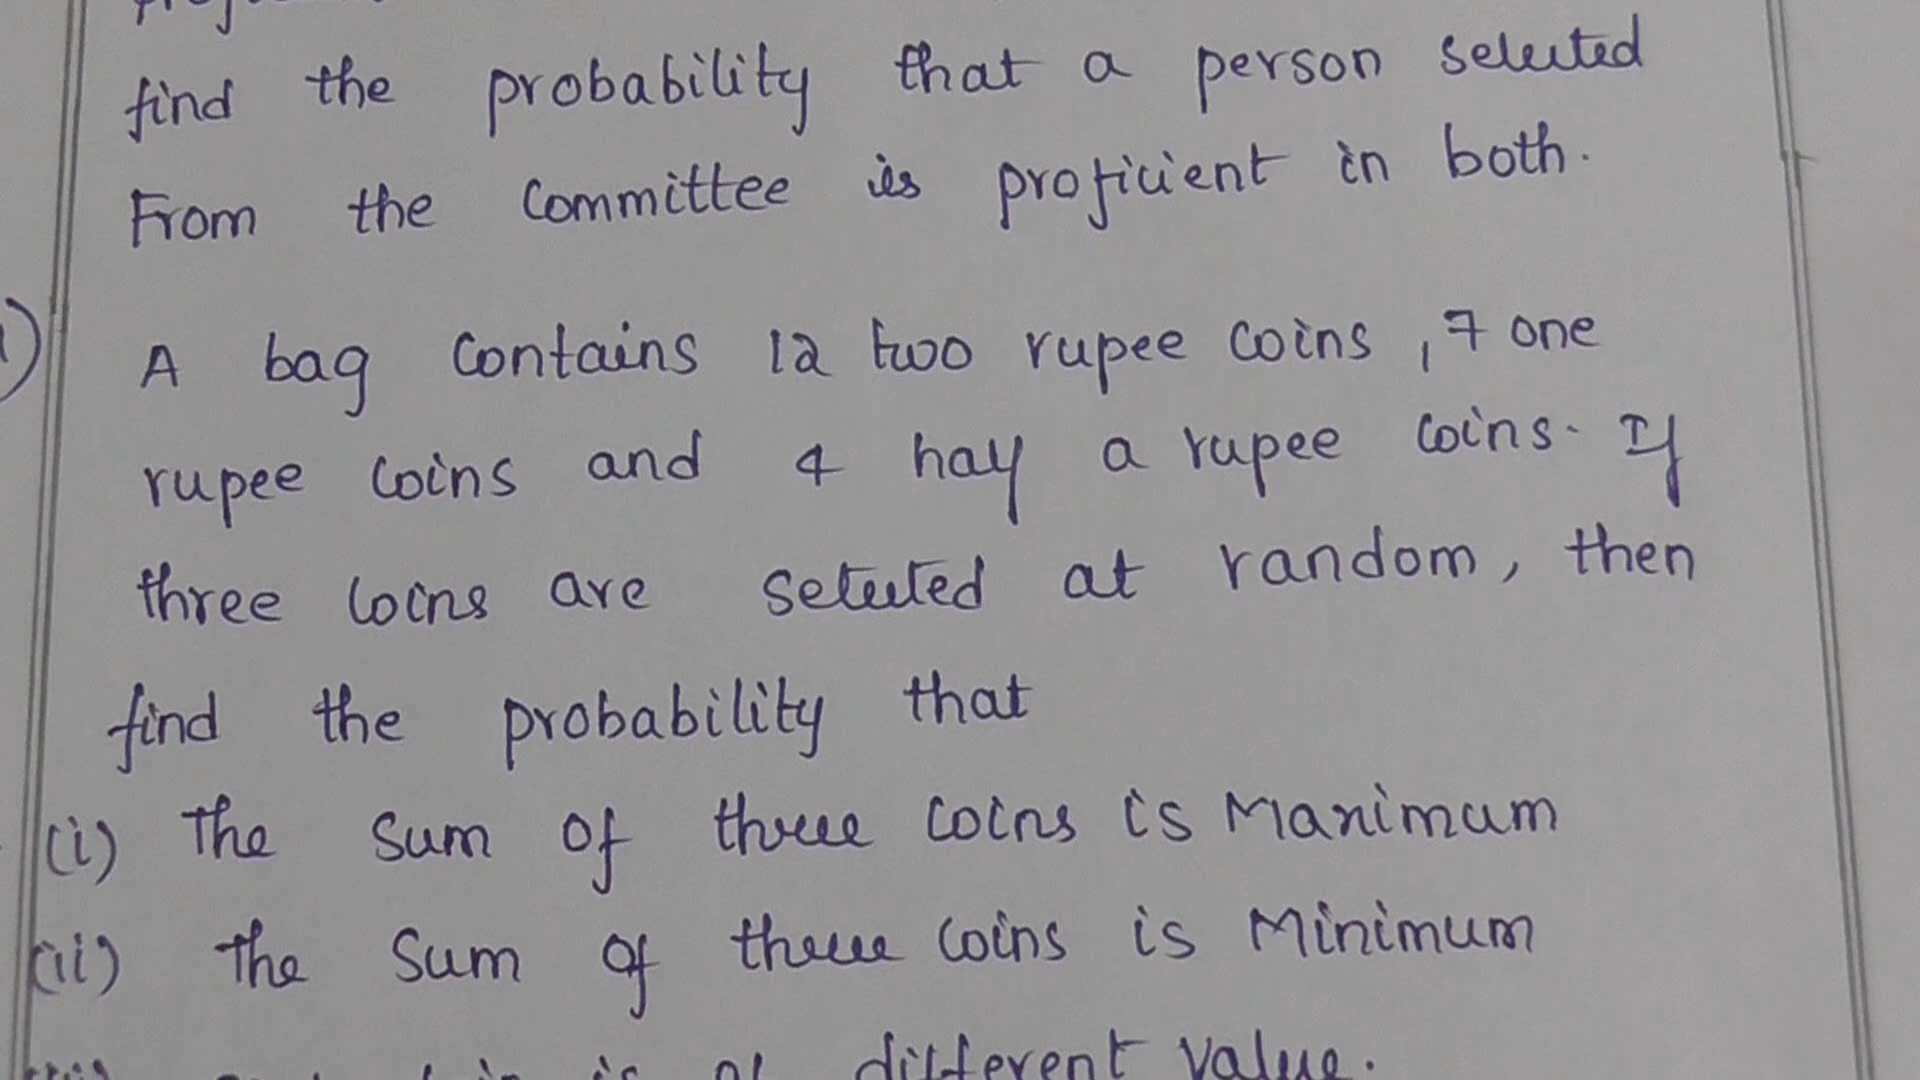 find the probability that a person selected
From the Committee is proficient in both.
A bag contains 12 two rupee coins, 7 one
rupee coins and 4 half a rupee coins. If
three coins are selected at random, then
find the probability that
(i) The sum of three coins is Maximum
(ii) The sum of three coins is Minimum
is of different value.